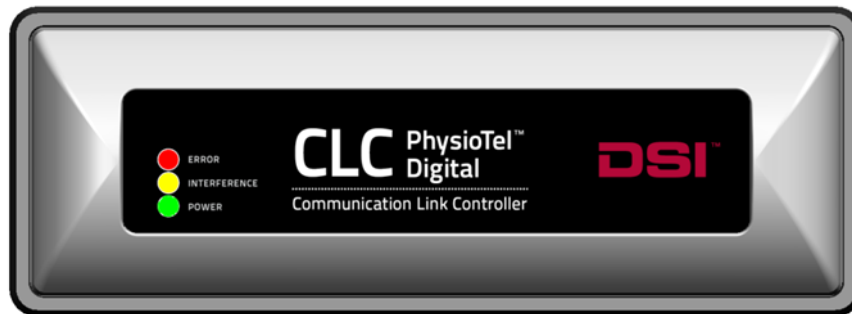 ERROR
INTERFERENCE
POWER
CLC PhysioTel™
Digital
Communication Link Controller
DSI™